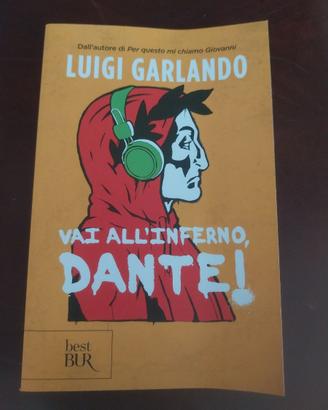 Dall'autore di Per questo mi chiamo Giovanni
LUIGI GARLANDO
VAI ALL'INFERNO,
DANTE!
best
BUR